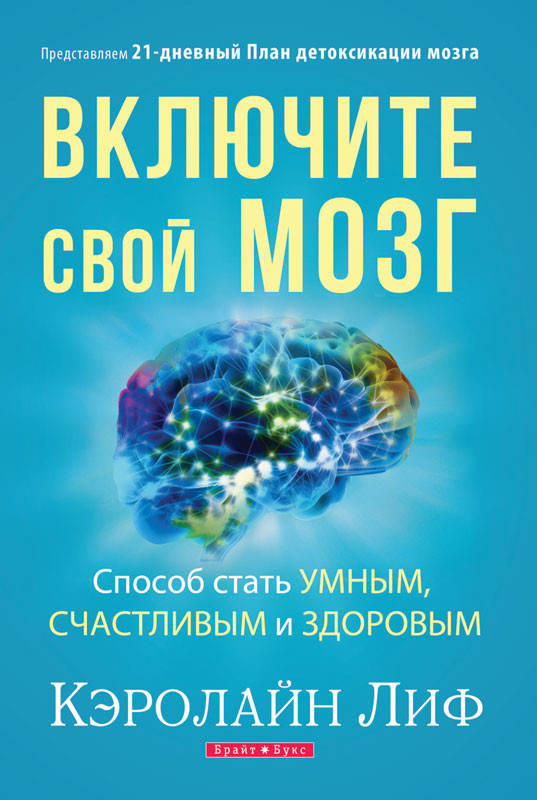 Представляем 21-дневный План детоксикации мозга
ВКЛЮЧИТЕ
СВОЙ МОЗГ
Способ стать УМНЫМ,
СЧАСТЛИВЫМ и ЗДОРОВЫМ
КЭРОЛАЙН ЛИФ
Брайт Букс